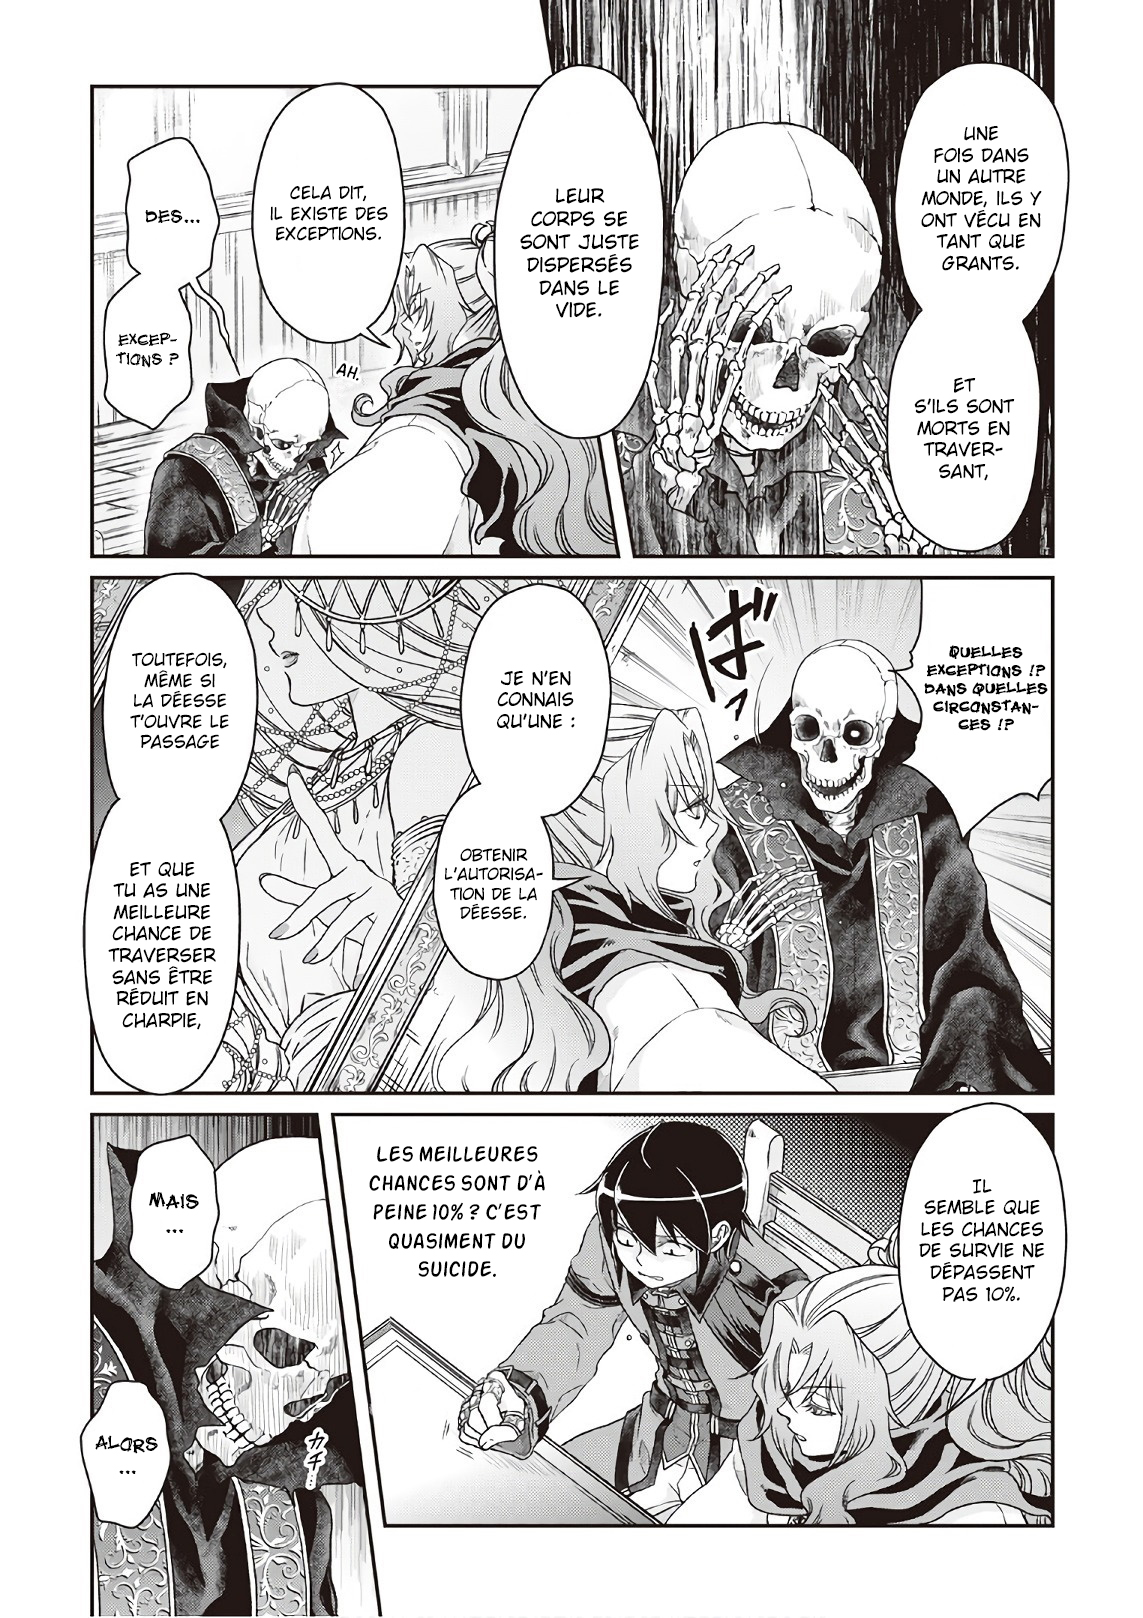 UNE
FOIS DANS
UN AUTRE
MONDE, ILS Y
ONT VÉCU EN
TANT QUE
GRANTS.
ET
S'ILS SONT
MORTS EN
TRAVER-
SANT,
LEUR
CORPS SE
SONT JUSTE
DISPERSÉS
DANS LE
VIDE.
CELA DIT,
IL EXISTE DES
EXCEPTIONS.
AH.
DES...
EXCEP-
TIONS ?
QUELLES
EXCEPTIONS !?
DANS QUELLES
CIRCONSTAN-
CES !?
ばっ
JE N'EN
CONNAIS
QU'UNE :
OBTENIR
L'AUTORISA-
TION DE LA
DÉESSE.
TOUTEFOIS,
MÊME SI
LA DÉESSE
T'OUVRE LE
PASSAGE
ET QUE
TU AS UNE
MEILLEURE
CHANCE DE
TRAVERSER
SANS ÊTRE
RÉDUIT EN
CHARPIE,
IL
SEMBLE QUE
LES CHANCES
DE SURVIE NE
DÉPASSENT
PAS 10%.
LES MEILLEURES
CHANCES SONT D'À
PEINE 10% ? C'EST
QUASIMENT DU
SUICIDE.
MAIS
...
カチ…
ALORS
...